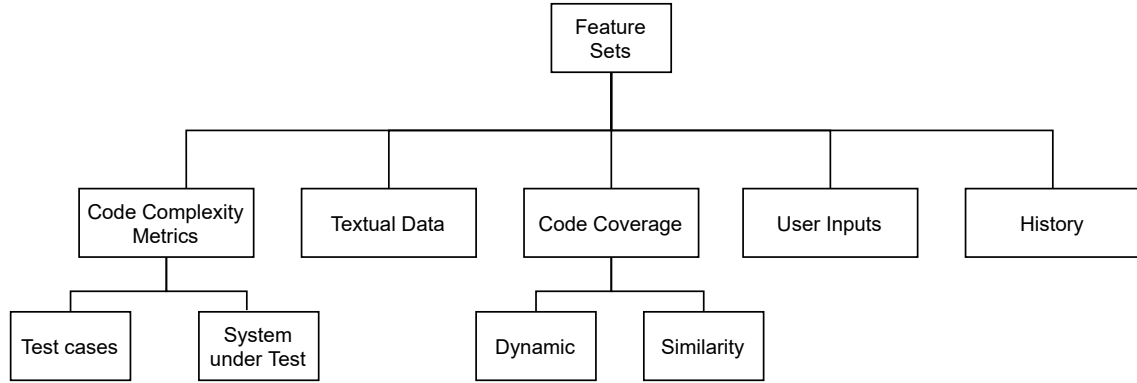 Feature
Sets
Code Complexity
Metrics
Textual Data
Code Coverage
User Inputs
History
Test cases
System
under Test
Dynamic
Similarity